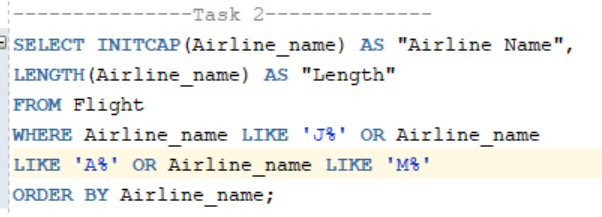 ---------------Task 2--------------
SELECT INITCAP(Airline_name) AS "Airline Name",
LENGTH(Airline_name) AS "Length"
FROM Flight
WHERE Airline_name LIKE 'J%' OR Airline_name
LIKE 'A%' OR Airline_name LIKE 'M%'
ORDER BY Airline_name;